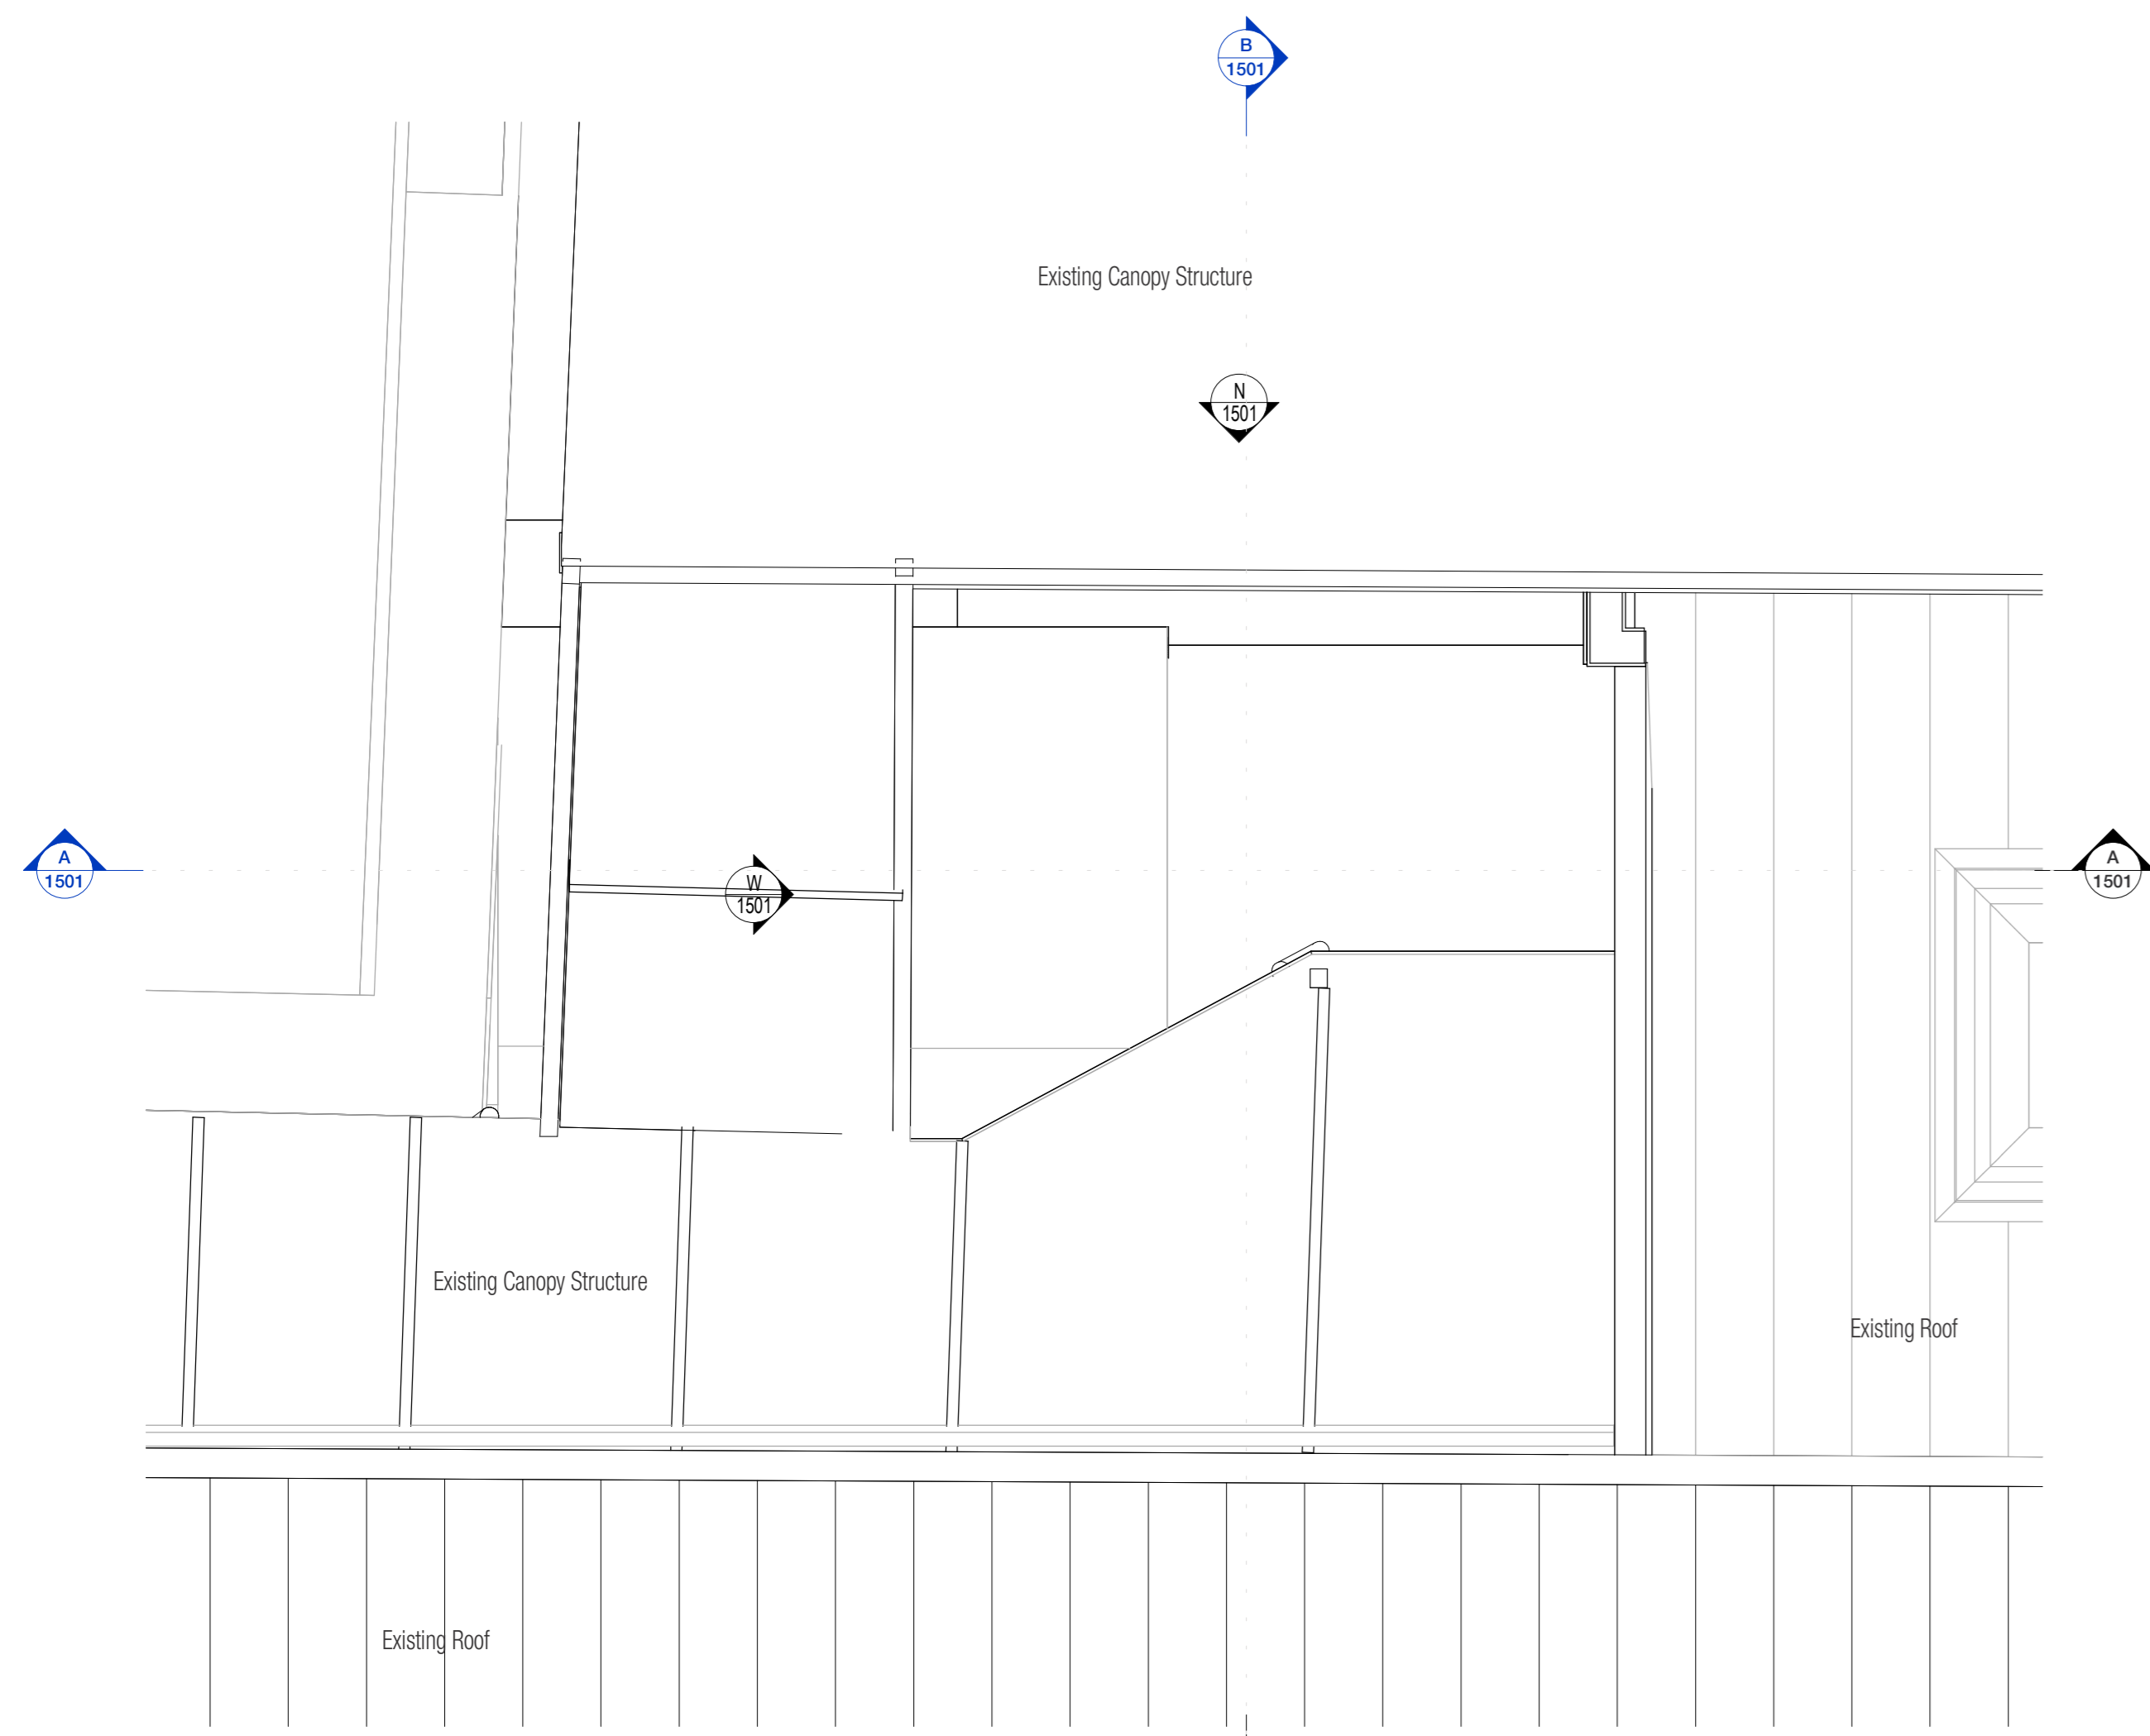 B
1501
Existing Canopy Structure
N
1501
A
1501
W
1501
A
1501
Existing Canopy Structure
Existing Roof
Existing Roof